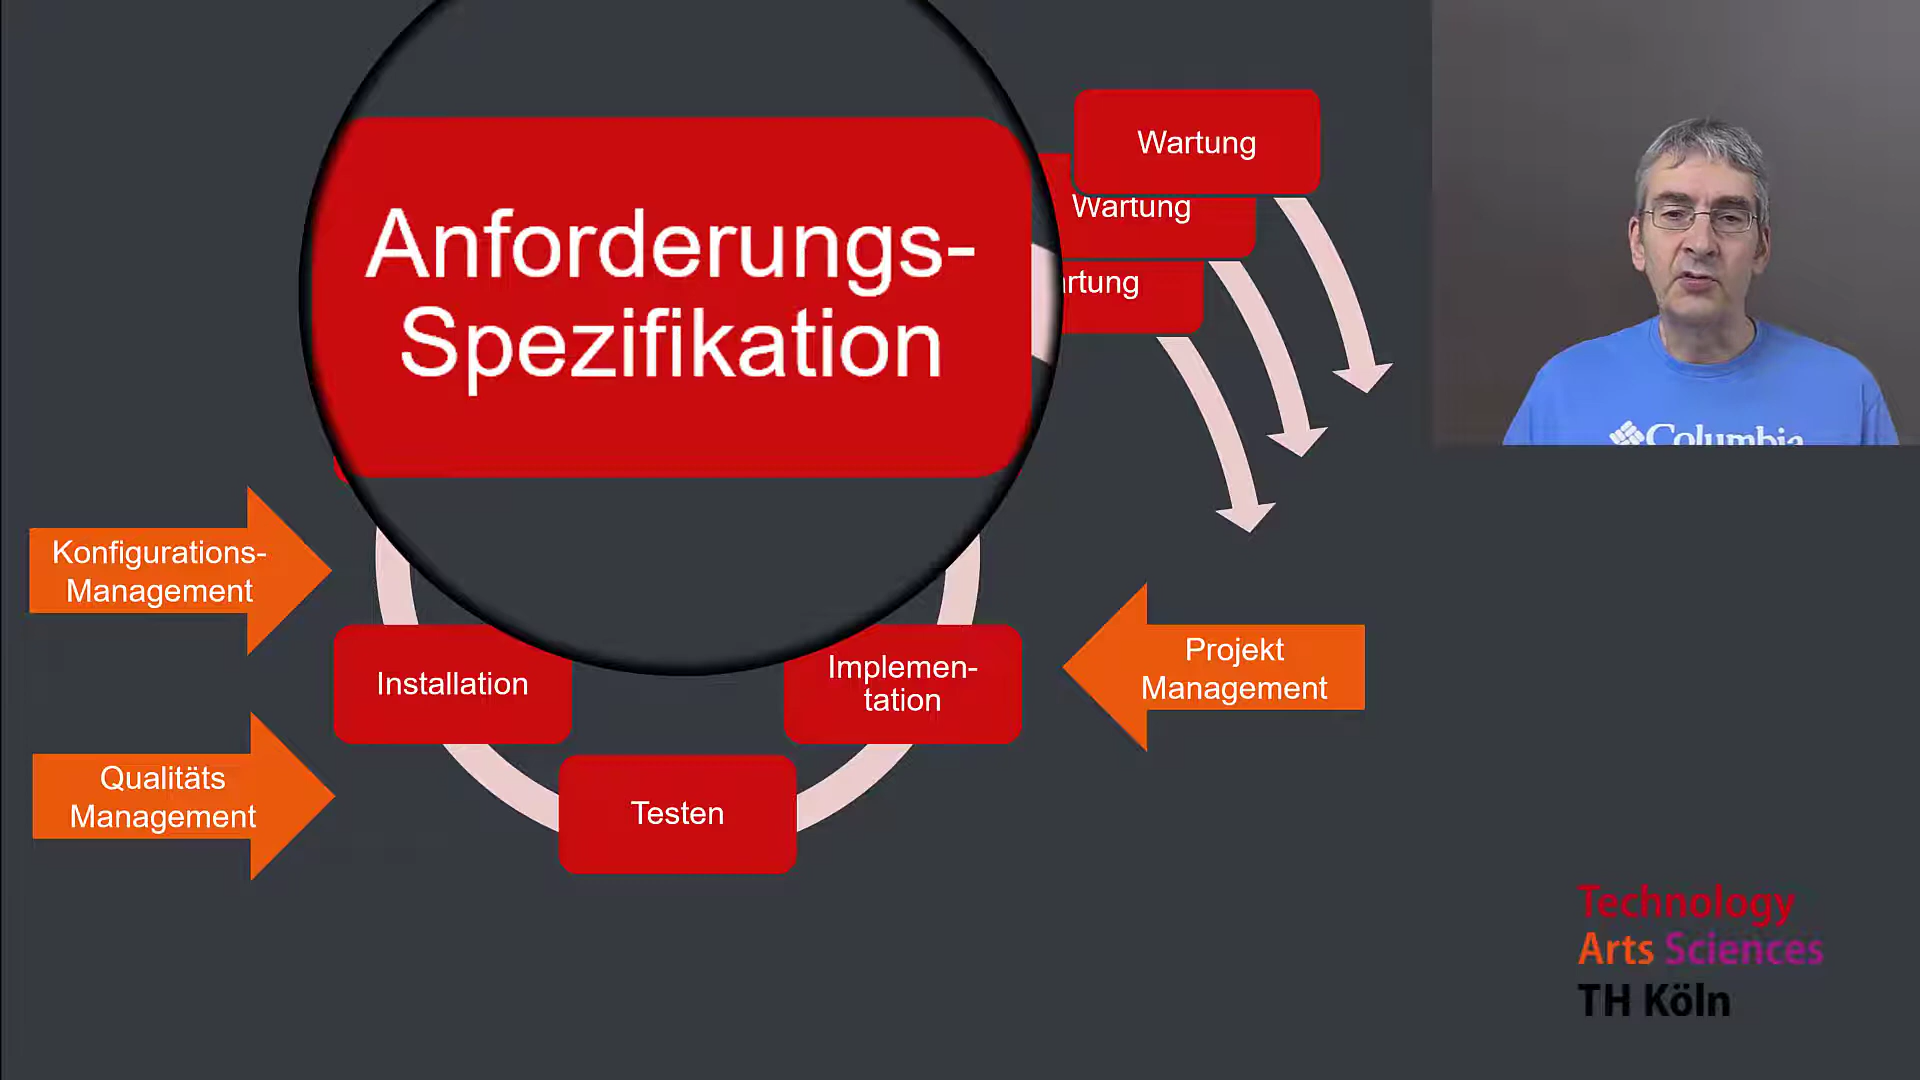 Anforderungs-
Spezifikation
Wartung
Wartung
rtung
Konfigurations-
Management
Installation
Implemen-
tation
Projekt
Management
Qualitäts
Management
Testen
Columbia
Technology
Arts Sciences
TH Köln